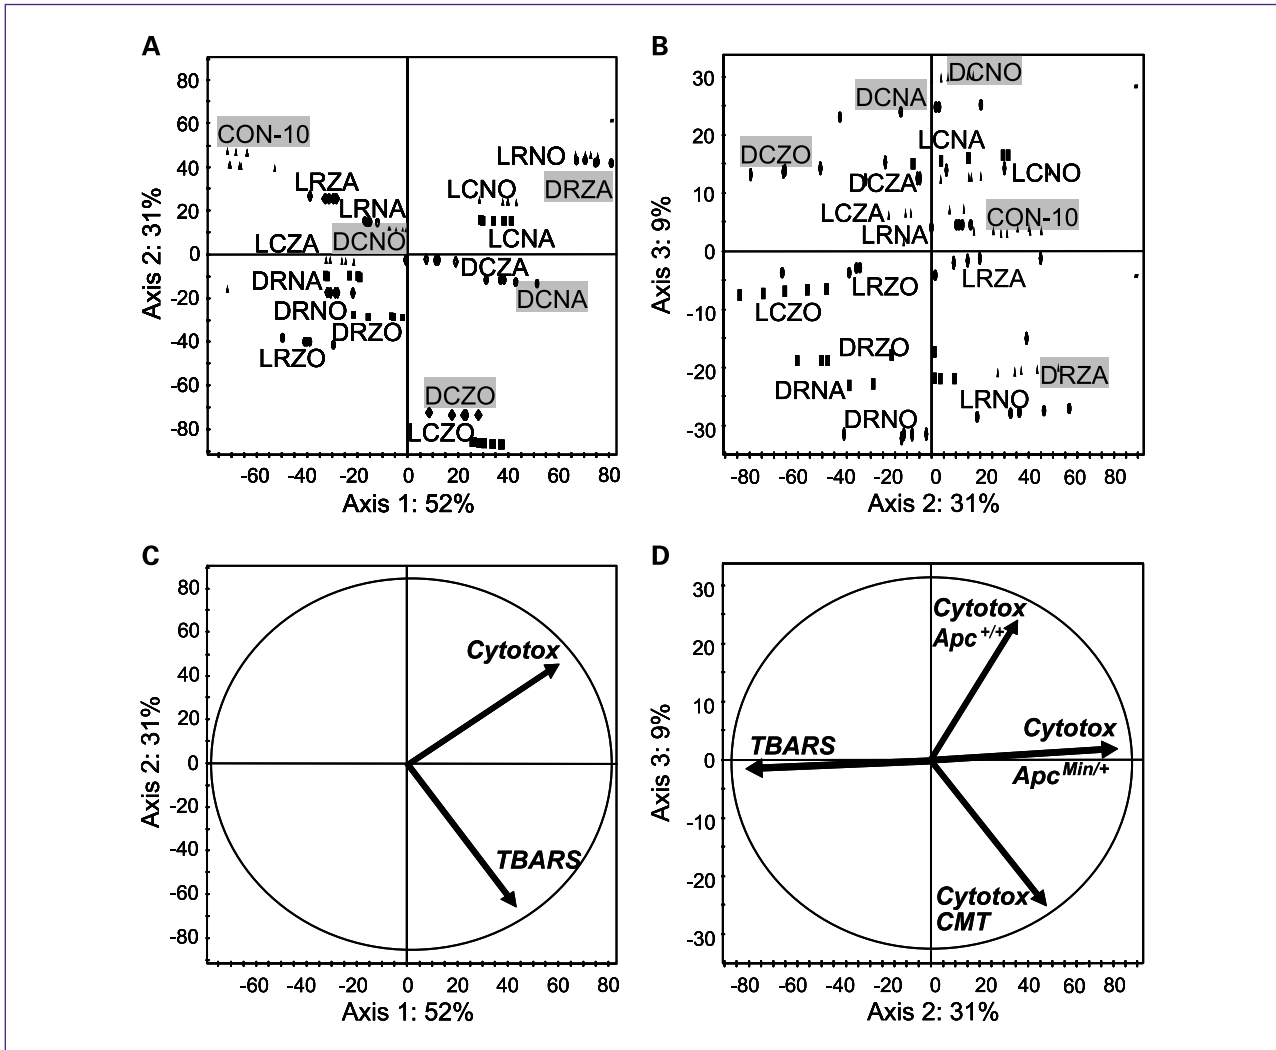 A
80
60
40
20
0
-20
-40
-60
-80
Axis 2: 31%
CON-10
LRZA
LRNA
LCZA
DCNO
DRNA
DRNO
DRZO
LRZO
LRNO
DRZA
LCNO
LCNA
DCZA
DCNA
DCZO
LCZO
-60 -40 -20 0 20 40 60 80
Axis 1: 52%
B
30
20
10
0
-10
-20
-30
Axis 3: 9%
DCNO
DCNA
LCNA
DCZO
LCNO
DCZA
LCZA
CON-10
LRNA
LRZO
LRZA
LCZO
DRZO
DRZA
DRNA
LRNO
DRNO
-80 -60 -40 -20 0 20 40 60 80
Axis 2: 31%
C
80
60
40
20
0
-20
-40
-60
-80
Axis 2: 31%
Cytotox
TBARS
-60 -40 -20 0 20 40 60 80
Axis 1: 52%
D
30
20
10
0
-10
-20
-30
Axis 3: 9%
Cytotox
Apc +/+
Cytotox
TBARS
Apc Min/+
Cytotox
CMT
-80 -60 -40 -20 0 20 40 60 80
Axis 2: 31%